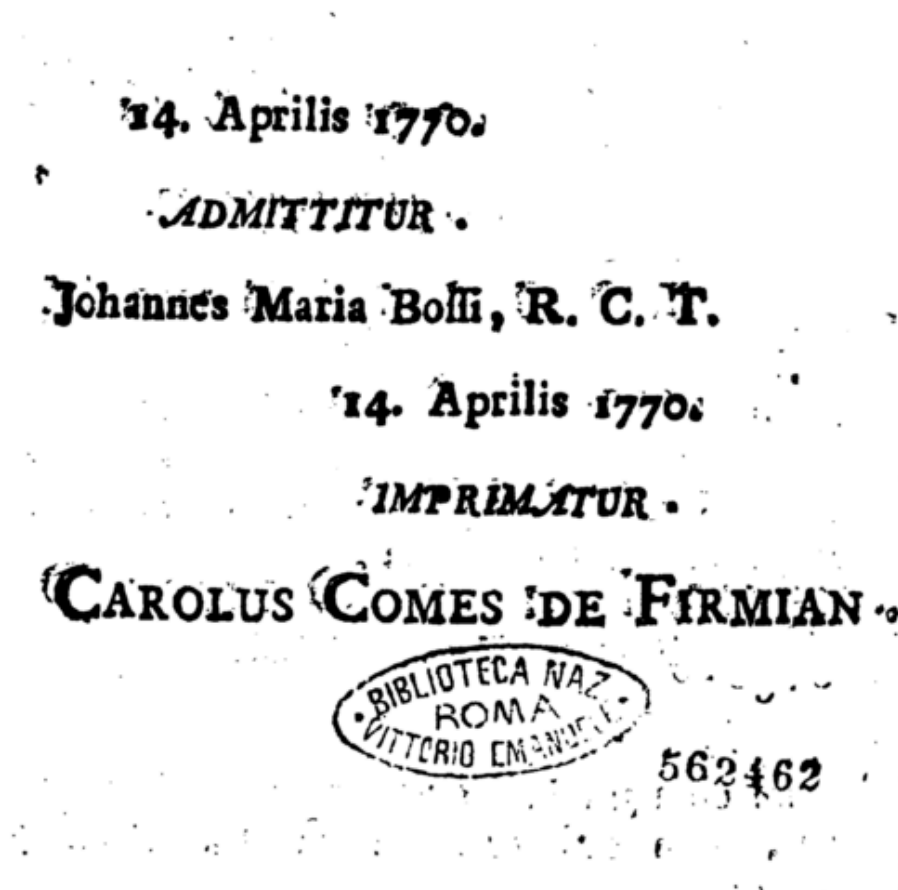 14. Aprilis 1770.
ADMITTITUR.
Johannes Maria Bossi, R. C. T.
14. Aprilis 1770.
IMPRIMATUR.
CAROLUS COMES DE FIRMIAN.
BIBLIOTECA NAZ.
ROMA
VITTORIO EMANUELE
562462